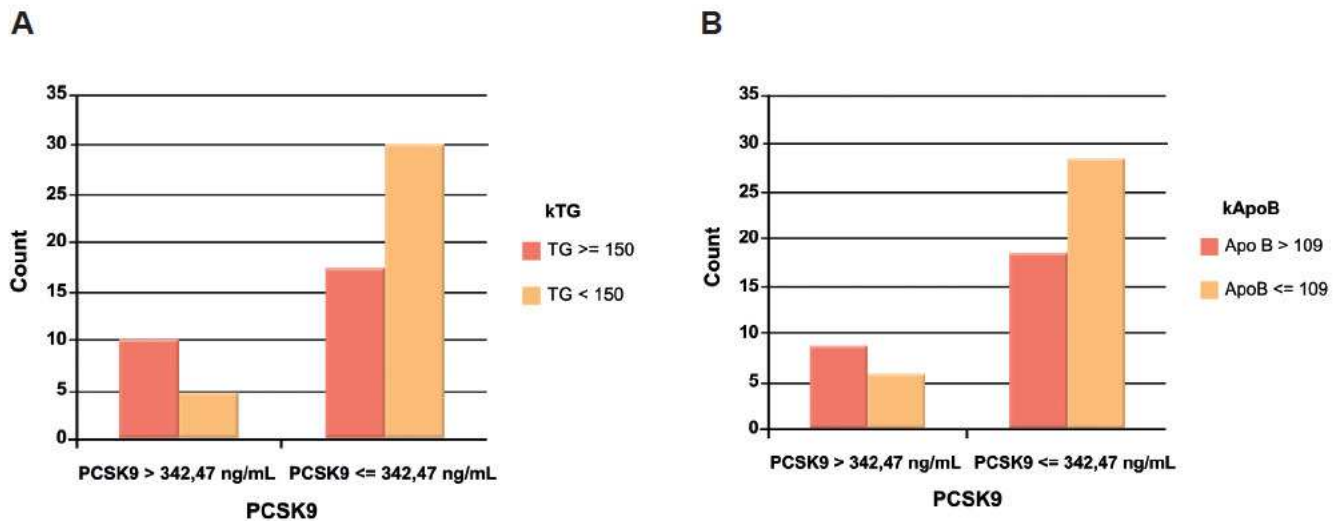 A
35
30
25
20
15
10
5
0
Count
PCSK9 > 342,47 ng/mL
PCSK9 <= 342,47 ng/mL
PCSK9
kTG
TG >= 150
TG < 150
B
35
30
25
20
15
10
5
0
Count
PCSK9 > 342,47 ng/mL
PCSK9 <= 342,47 ng/mL
PCSK9
kApoB
Apo B > 109
ApoB <= 109